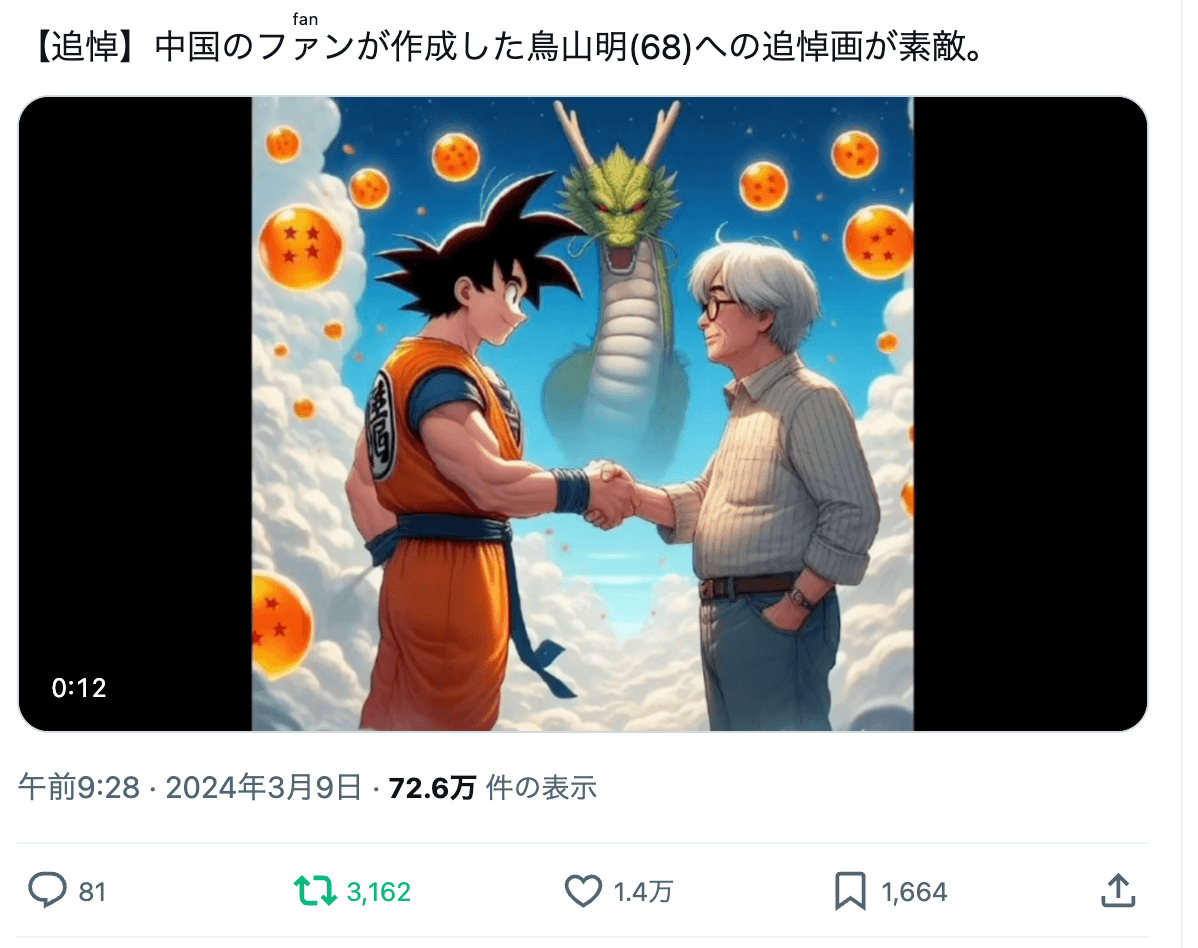 fan
【追悼】中国のファンが作成した鳥山明(68)への追悼画が素敵。
悟
0:12
午前9:28 · 2024年3月9日 · 72.6万 件の表示
81 3,162 1.4万 1,664